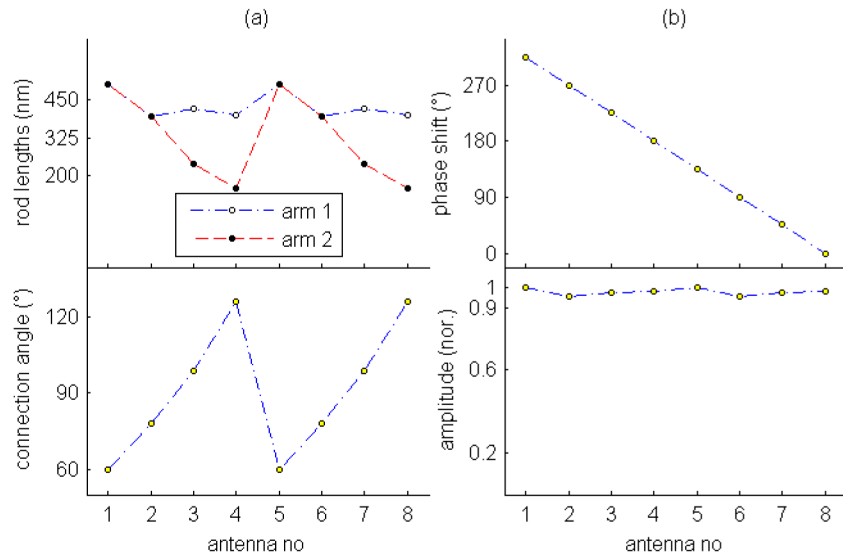 (a)
rod lengths (nm)
450
325
200
arm 1
arm 2
connection angle (°)
120
90
60
1 2 3 4 5 6 7 8
antenna no
(b)
phase shift (°)
270
180
90
0
amplitude (nor.)
1
0.9
0.6
0.2
1 2 3 4 5 6 7 8
antenna no